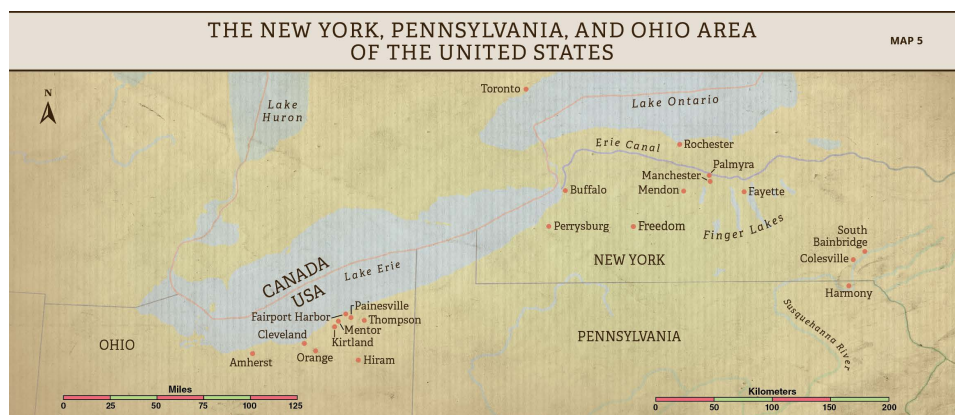 THE NEW YORK, PENNSYLVANIA, AND OHIO AREA
OF THE UNITED STATES
MAP 5
N
Lake
Huron
Toronto
Lake Ontario
Erie Canal
Rochester
Palmyra
Manchester
Mendon
Fayette
Buffalo
Perrysburg
Freedom
Finger Lakes
South
Bainbridge
Colesville
NEW YORK
Harmony
CANADA
USA
Lake Erie
Susquehanna River
PENNSYLVANIA
Painesville
Fairport Harbor
Thompson
Mentor
Kirtland
Cleveland
Orange
Hiram
Amherst
OHIO
Miles
0 25 50 75 100 125
Kilometers
0 50 100 150 200